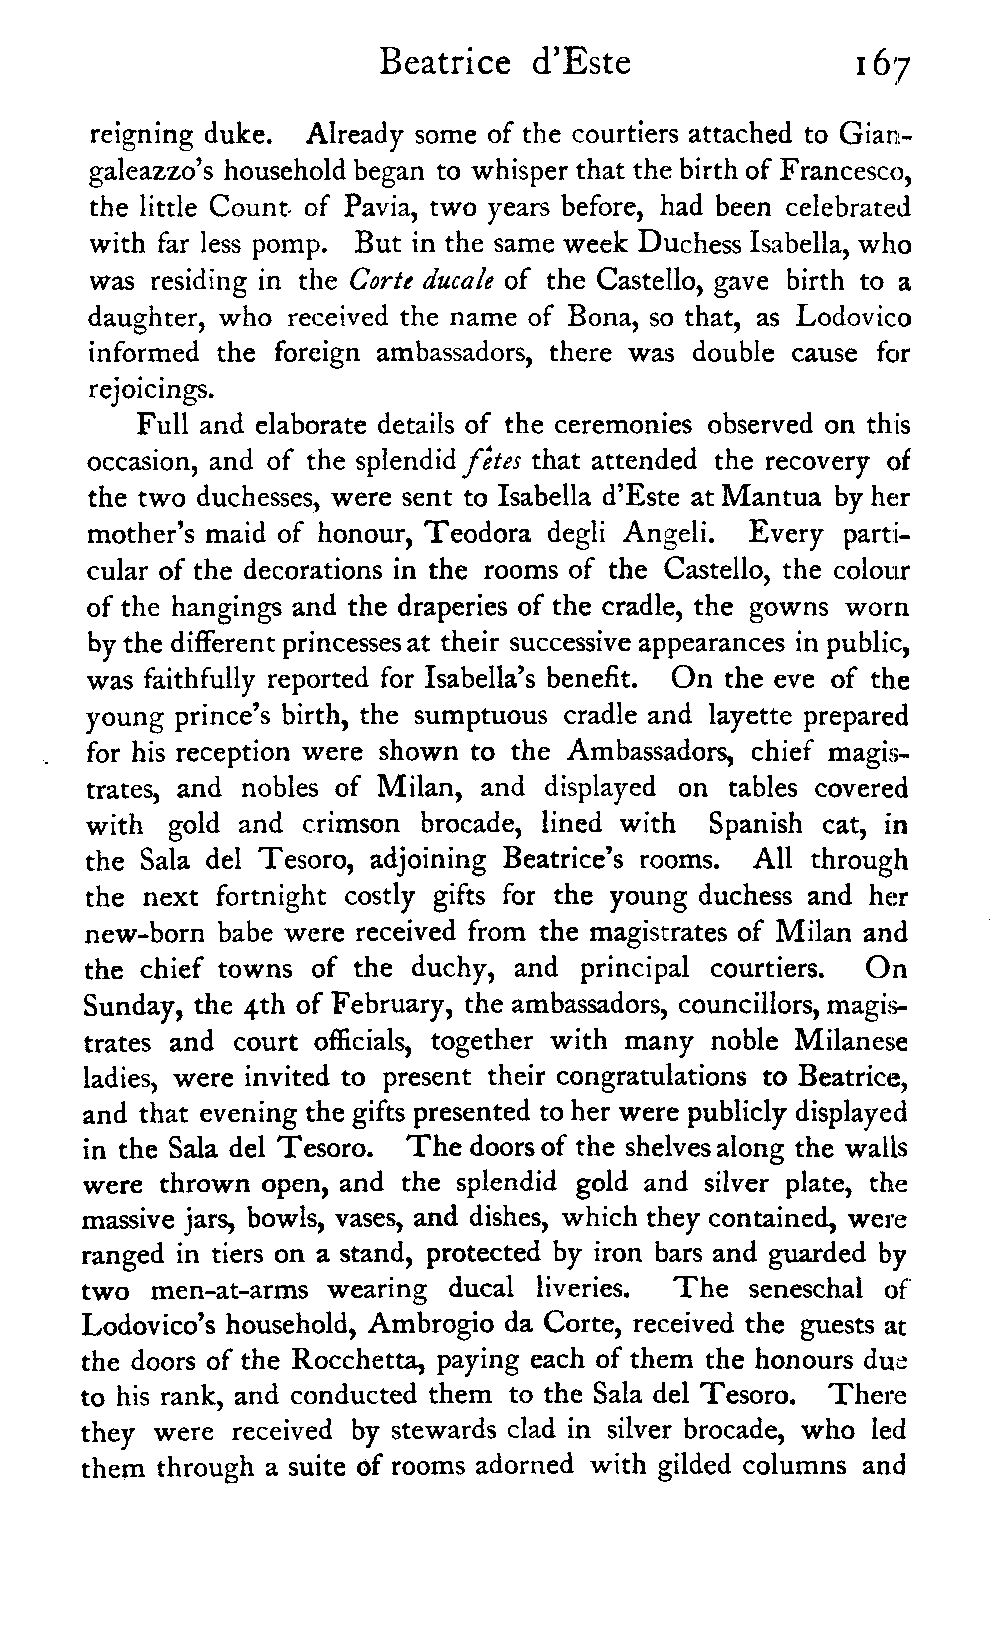 Beatrice d'Este 167
reigning duke. Already some of the courtiers attached to Gian-
galeazzo's household began to whisper that the birth of Francesco,
the little Count of Pavia, two years before, had been celebrated
with far less pomp. But in the same week Duchess Isabella, who
was residing in the Corte ducale of the Castello, gave birth to a
daughter, who received the name of Bona, so that, as Lodovico
informed the foreign ambassadors, there was double cause for
rejoicings.
Full and elaborate details of the ceremonies observed on this
occasion, and of the splendid fêtes that attended the recovery of
the two duchesses, were sent to Isabella d'Este at Mantua by her
mother's maid of honour, Teodora degli Angeli. Every parti-
cular of the decorations in the rooms of the Castello, the colour
of the hangings and the draperies of the cradle, the gowns worn
by the different princesses at their successive appearances in public,
was faithfully reported for Isabella's benefit. On the eve of the
young prince's birth, the sumptuous cradle and layette prepared
for his reception were shown to the Ambassadors, chief magis-
trates, and nobles of Milan, and displayed on tables covered
with gold and crimson brocade, lined with Spanish cat, in
the Sala del Tesoro, adjoining Beatrice's rooms. All through
the next fortnight costly gifts for the young duchess and her
new-born babe were received from the magistrates of Milan and
the chief towns of the duchy, and principal courtiers. On
Sunday, the 4th of February, the ambassadors, councillors, magis-
trates and court officials, together with many noble Milanese
ladies, were invited to present their congratulations to Beatrice,
and that evening the gifts presented to her were publicly displayed
in the Sala del Tesoro. The doors of the shelves along the walls
were thrown open, and the splendid gold and silver plate, the
massive jars, bowls, vases, and dishes, which they contained, were
ranged in tiers on a stand, protected by iron bars and guarded by
two men-at-arms wearing ducal liveries. The seneschal of
Lodovico's household, Ambrogio da Corte, received the guests at
the doors of the Rocchetta, paying each of them the honours due
to his rank, and conducted them to the Sala del Tesoro. There
they were received by stewards clad in silver brocade, who led
them through a suite of rooms adorned with gilded columns and